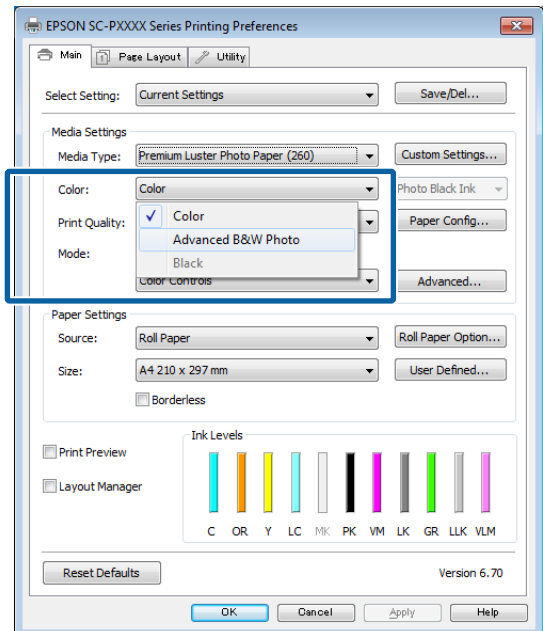 EPSON SC-PXXXX Series Printing Preferences
Main Page Layout Utility
Select Setting: Current Settings Save/Del...
Media Settings
Media Type: Premium Luster Photo Paper (260) Custom Settings...
Color: Color Photo Black Ink
Print Quality: Paper Config...
Color
Advanced B&W Photo
Black
Mode:
Color Controls Advanced...
Paper Settings
Source: Roll Paper Roll Paper Option...
Size: A4 210 x 297 mm User Defined...
Borderless
Print Preview
Layout Manager
Ink Levels
C OR Y LC MK PK VM LK GR LLK VLM
Reset Defaults Version 6.70
OK Cancel Apply Help